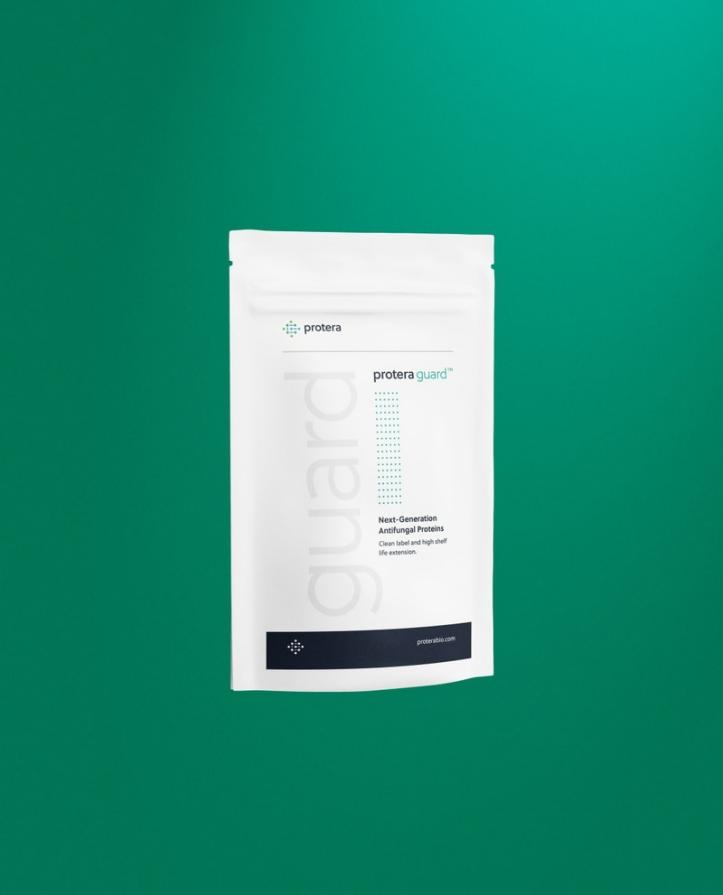 protera
protera guard™
guard
Next-Generation
Antifungal Proteins
Clean label and high shelf
life extension.
proterabio.com